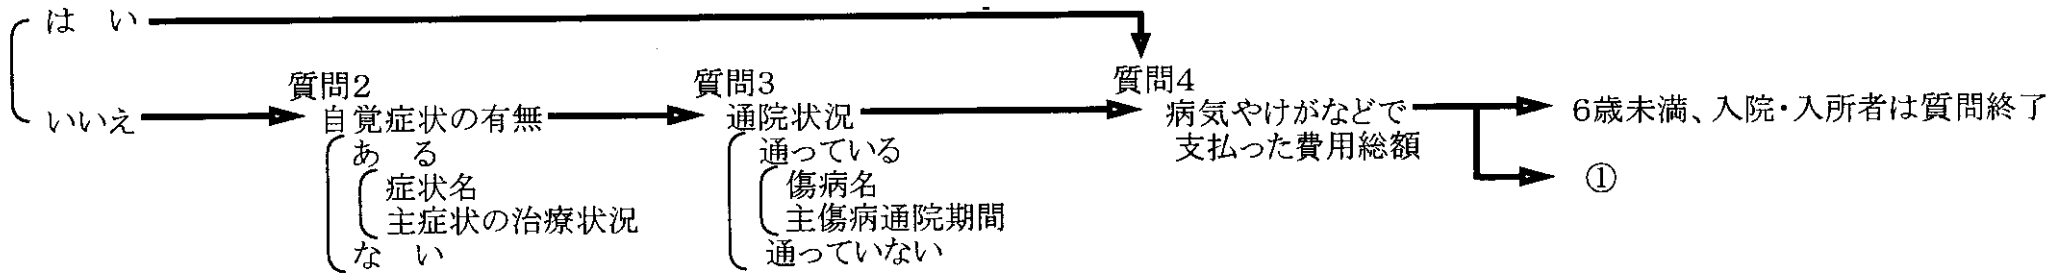 は い
いいえ
質問2
自覚症状の有無
あ る
症状名
主症状の治療状況
な い
質問3
通院状況
通っている
傷病名
主傷病通院期間
通っていない
質問4
病気やけがなどで
支払った費用総額
6歳未満、入院・入所者は質問終了
①